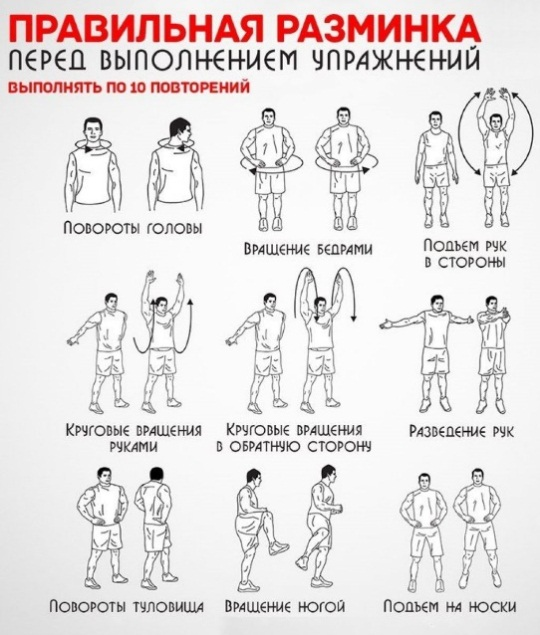 ПРАВИЛЬНАЯ РАЗМИНКА
ПЕРЕД ВЫПОЛНЕНИЕМ УПРАЖНЕНИЙ
ВЫПОЛНЯТЬ ПО 10 ПОВТОРЕНИЙ
ПОВОРОТЫ ГОЛОВЫ
ВРАЩЕНИЕ БЕДРАМИ
ПОДЪЕМ РУК
В СТОРОНЫ
КРУГОВЫЕ ВРАЩЕНИЯ
РУКАМИ
КРУГОВЫЕ ВРАЩЕНИЯ
В ОБРАТНУЮ СТОРОНУ
РАЗВЕДЕНИЕ РУК
ПОВОРОТЫ ТУЛОВИЩА
ВРАЩЕНИЕ НОГОЙ
ПОДЪЕМ НА НОСКИ